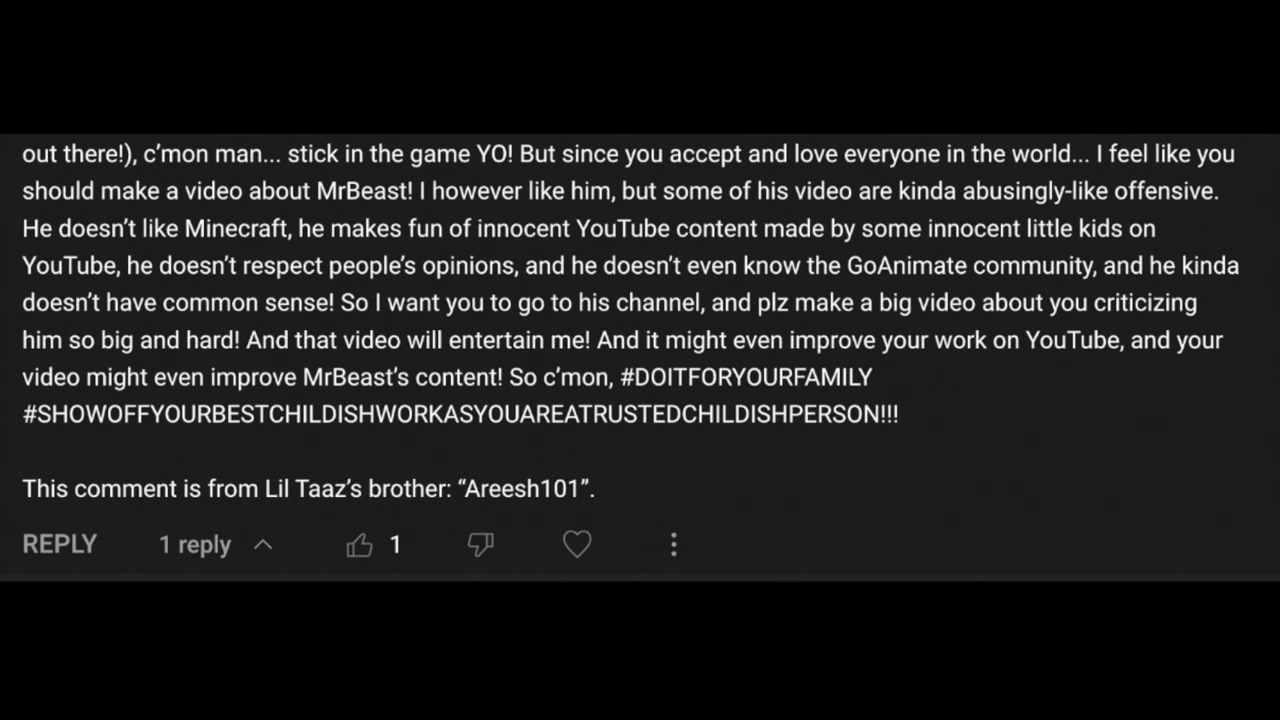 out there!), c’mon man... stick in the game YO! But since you accept and love everyone in the world... I feel like you
should make a video about MrBeast! I however like him, but some of his video are kinda abusingly-like offensive.
He doesn’t like Minecraft, he makes fun of innocent YouTube content made by some innocent little kids on
YouTube, he doesn’t respect people’s opinions, and he doesn’t even know the GoAnimate community, and he kinda
doesn’t have common sense! So I want you to go to his channel, and plz make a big video about you criticizing
him so big and hard! And that video will entertain me! And it might even improve your work on YouTube, and your
video might even improve MrBeast’s content! So c’mon, #DOITFORYOURFAMILY
#SHOWOFFYOURBESTCHILDISHWORKASYOUAREATRUSTEDCHILDISHPERSON!!!
This comment is from Lil Taaz’s brother: “Areesh101”.
REPLY 1 reply 1